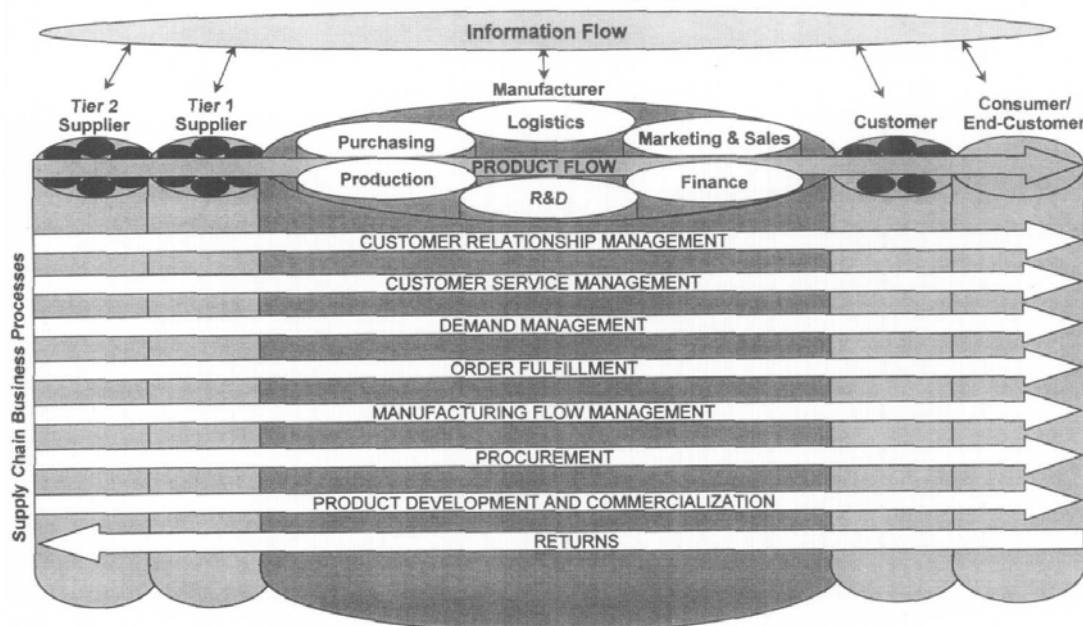 Information Flow
Tier 2
Supplier
Tier 1
Supplier
Manufacturer
Customer
Consumer/
End-Customer
Purchasing
Logistics
Marketing & Sales
PRODUCT FLOW
Production
R&D
Finance
Supply Chain Business Processes
CUSTOMER RELATIONSHIP MANAGEMENT
CUSTOMER SERVICE MANAGEMENT
DEMAND MANAGEMENT
ORDER FULFILLMENT
MANUFACTURING FLOW MANAGEMENT
PROCUREMENT
PRODUCT DEVELOPMENT AND COMMERCIALIZATION
RETURNS